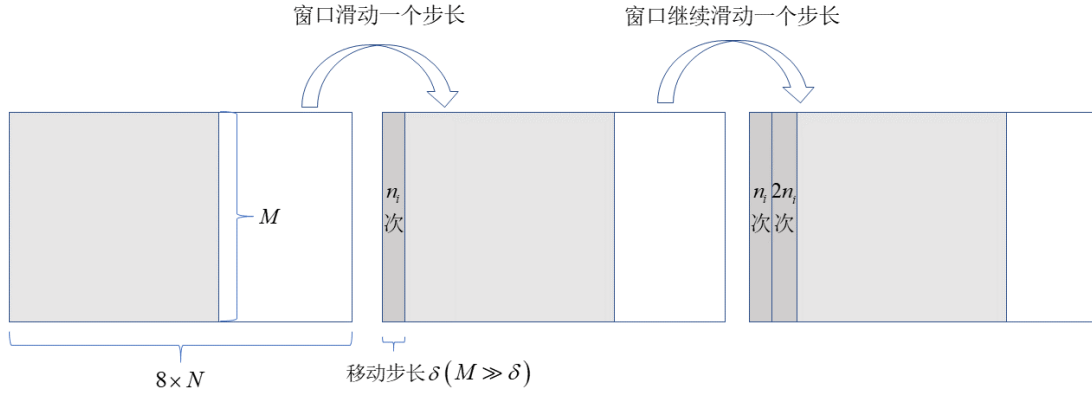 窗口滑动一个步长
窗口继续滑动一个步长
M
n_i
次
n_i 2n_i
次 次
8×N
移动步长δ(M≫δ)